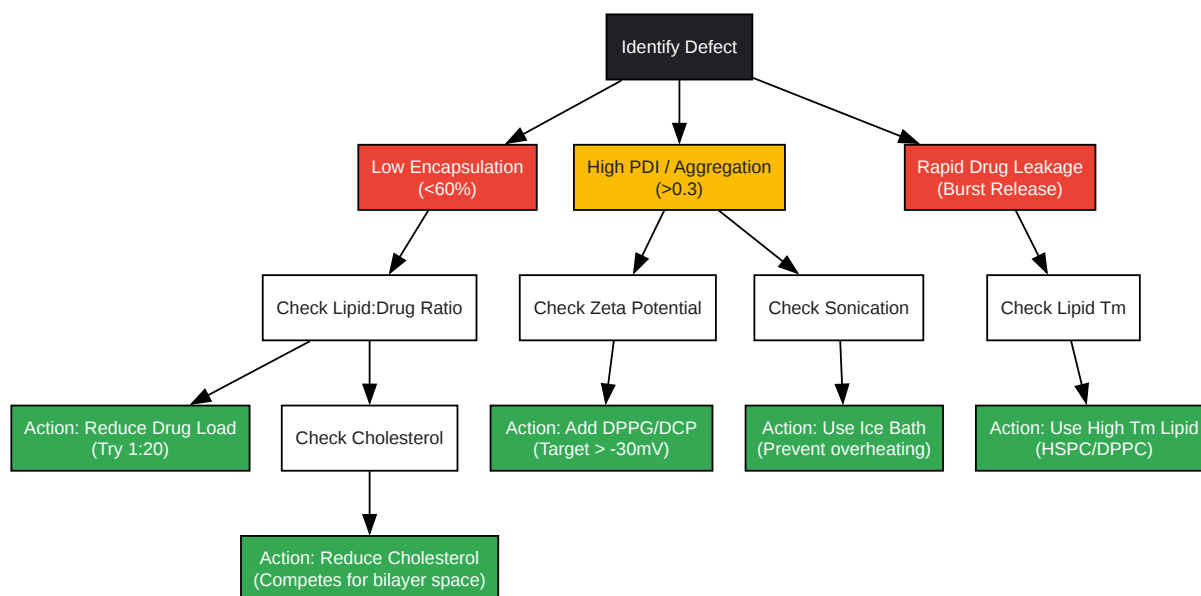 Identify Defect
Low Encapsulation
(<60%)
High PDI / Aggregation
(>0.3)
Rapid Drug Leakage
(Burst Release)
Check Lipid:Drug Ratio
Check Zeta Potential
Check Sonication
Check Lipid Tm
Action: Reduce Drug Load
(Try 1:20)
Check Cholesterol
Action: Add DPPG/DCP
(Target > -30mV)
Action: Use Ice Bath
(Prevent overheating)
Action: Use High Tm Lipid
(HSPC/DPPC)
Action: Reduce Cholesterol
(Competes for bilayer space)